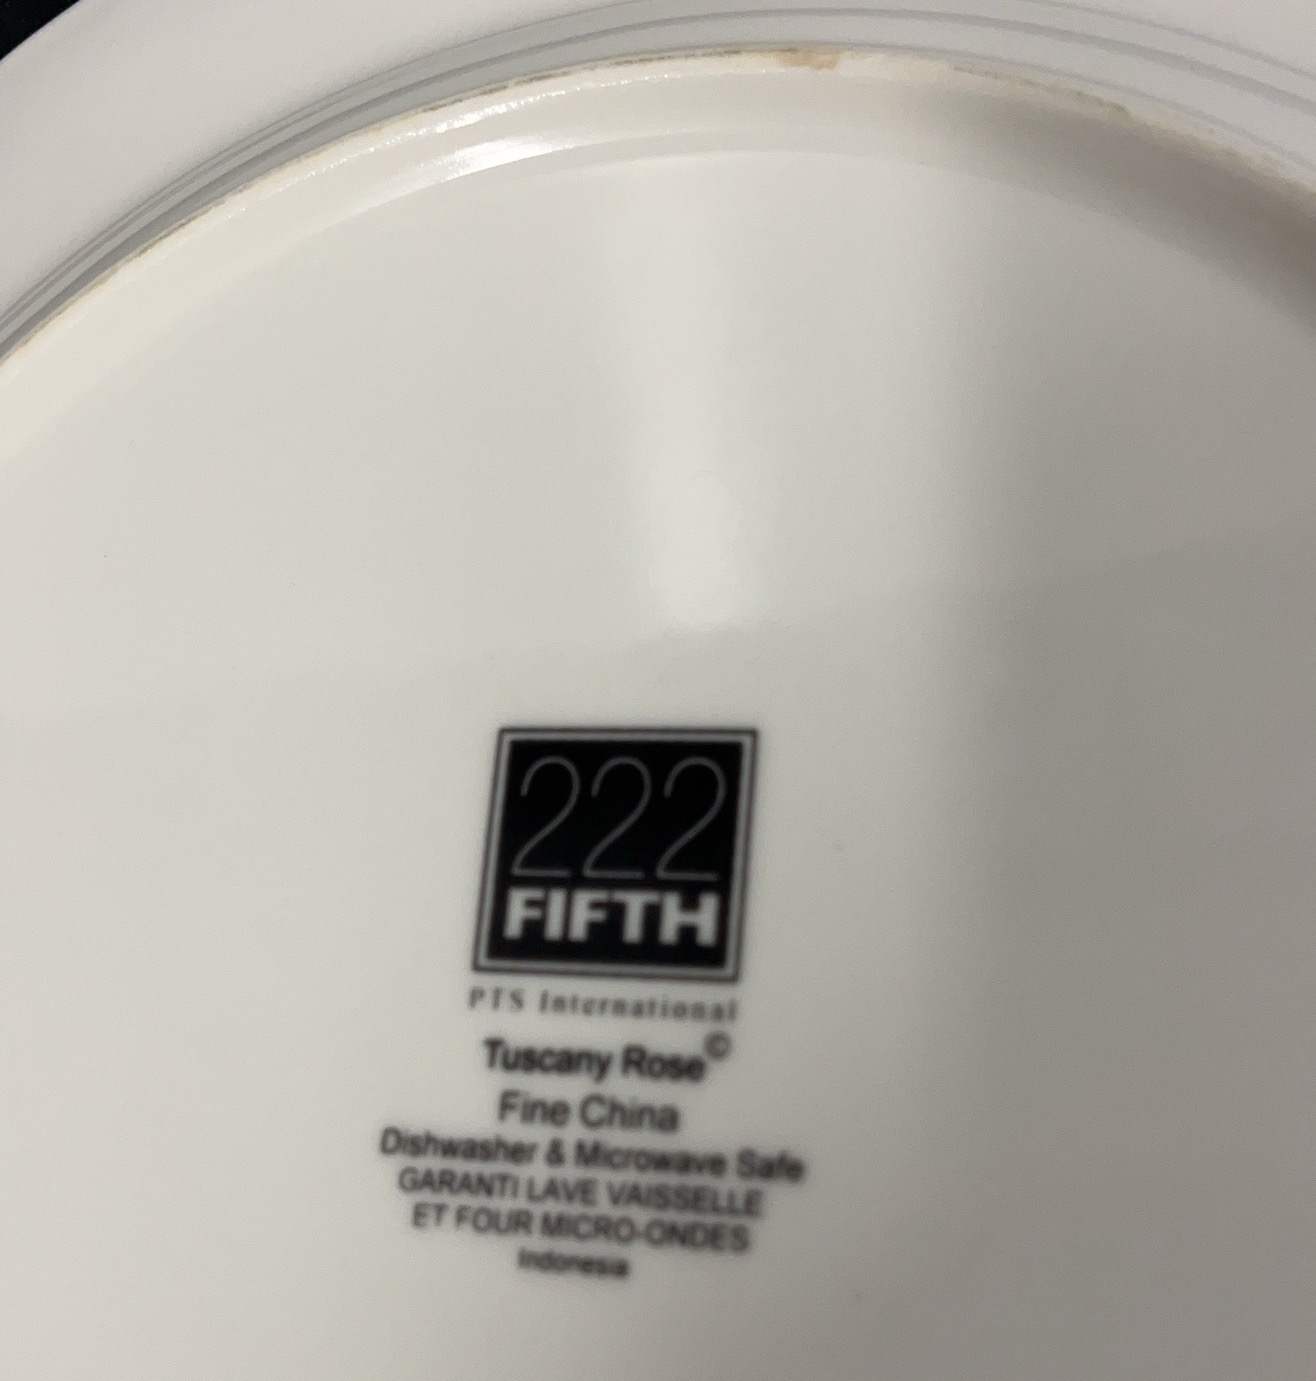 222
FIFTH
PTS International
Tuscany Rose©
Fine China
Dishwasher & Microwave Safe
GARANTI LAVE VAISSELLE
ET FOUR MICRO-ONDES
Indonesia